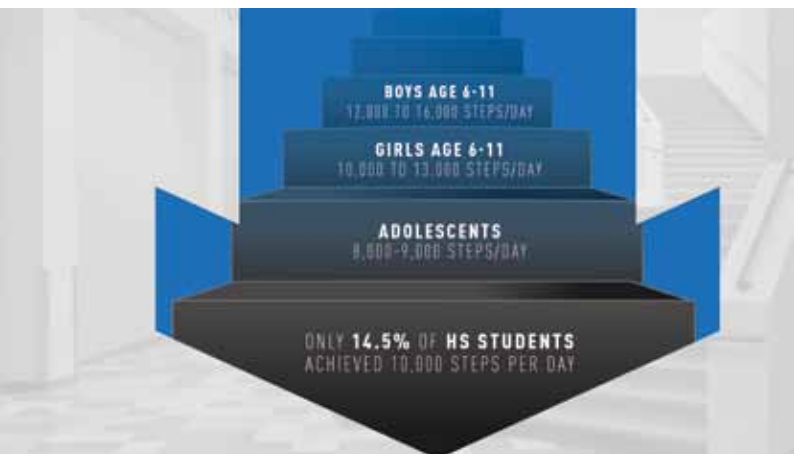 BOYS AGE 6-11
12,000 TO 16,000 STEPS/DAY
GIRLS AGE 6-11
10,000 TO 13,000 STEPS/DAY
ADOLESCENTS
8,000-9,000 STEPS/DAY
ONLY 14.5% OF HS STUDENTS
ACHIEVED 10,000 STEPS PER DAY